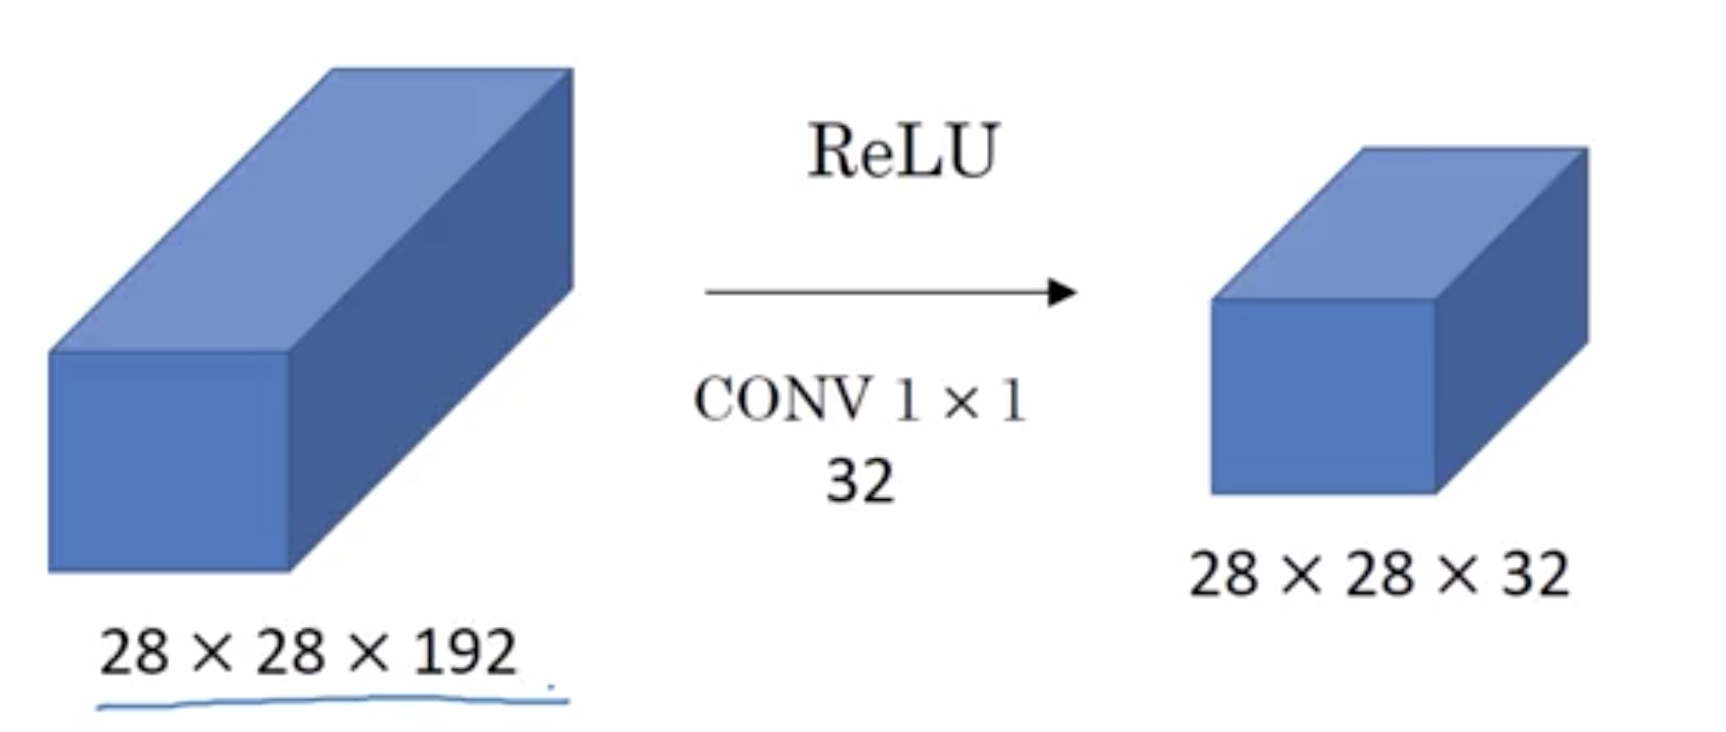 ReLU
CONV 1 × 1
32
28 × 28 × 192
28 × 28 × 32